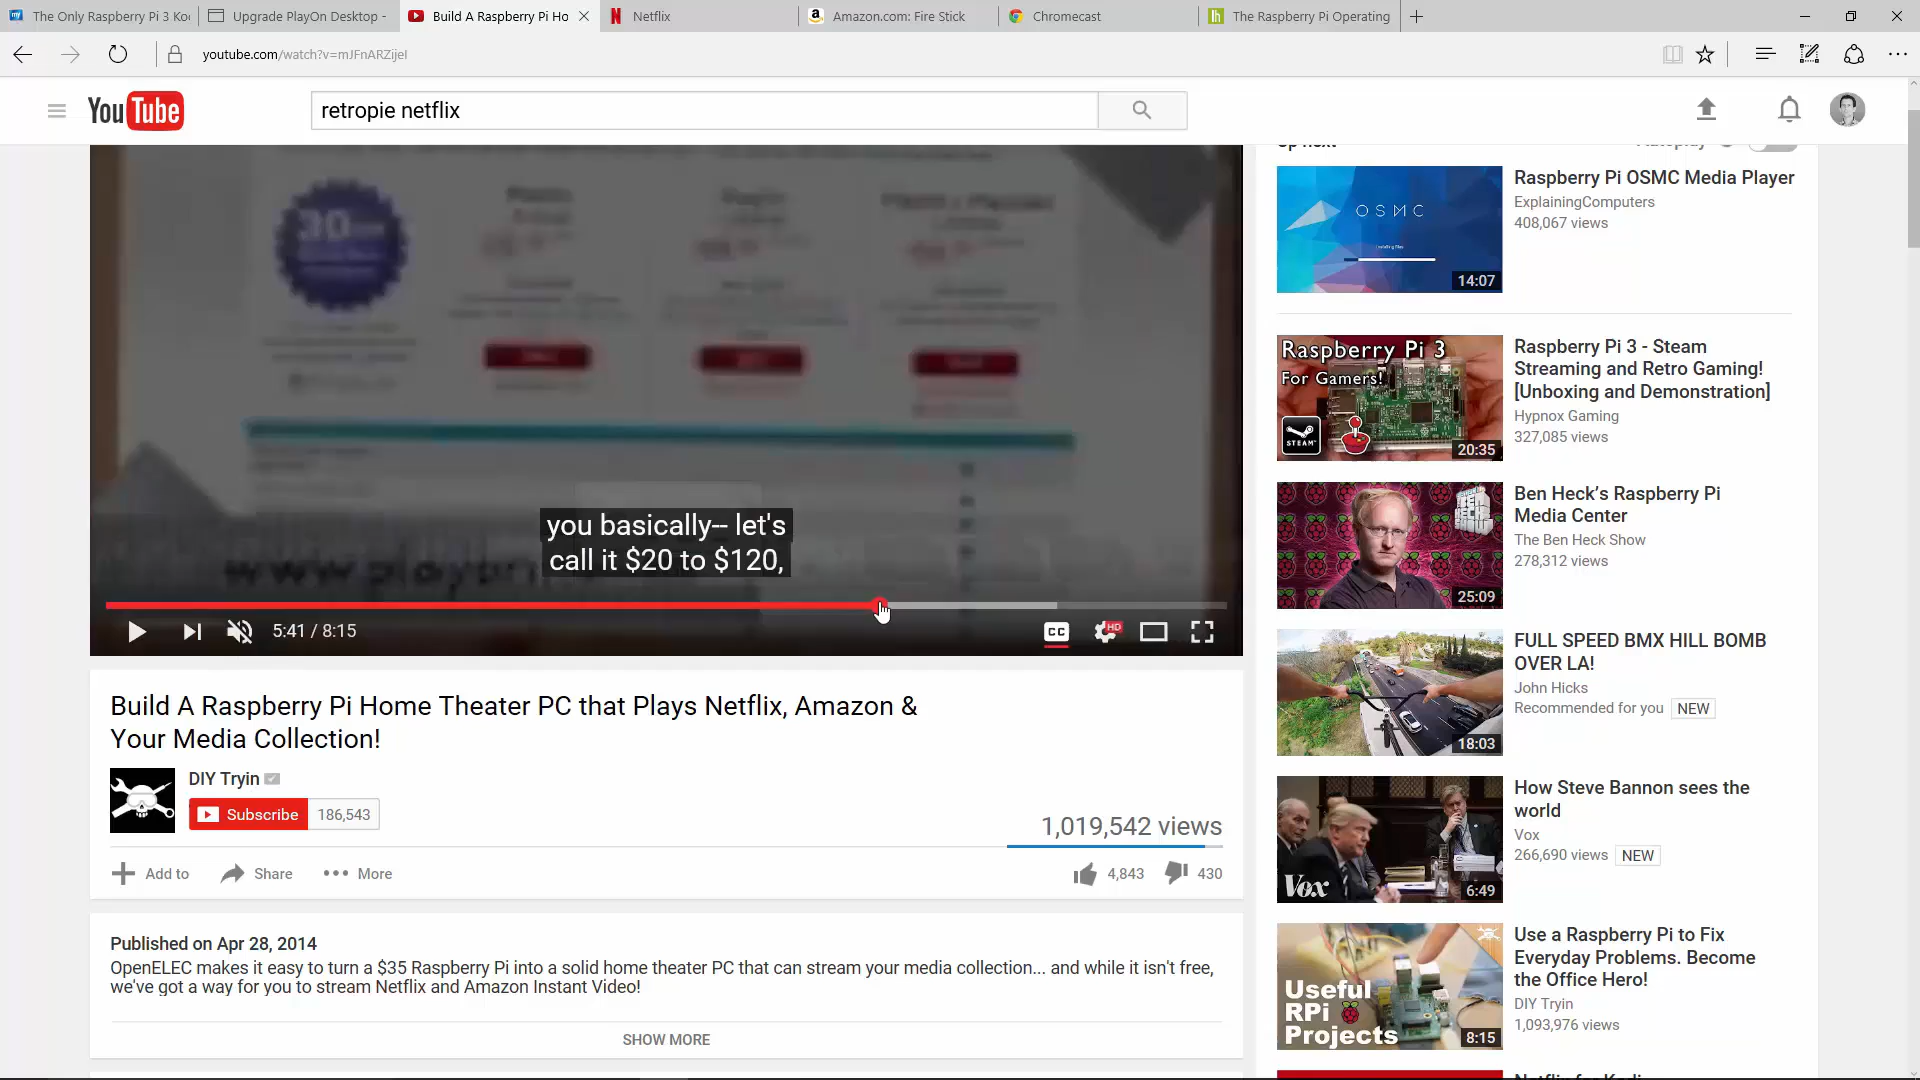 The Only Raspberry Pi 3 Ko
Upgrade PlayOn Desktop -
Build A Raspberry Pi Ho
Netflix
Amazon.com: Fire Stick
Chromecast
The Raspberry Pi Operating
youtube.com/watch?v=mJFnARZijeI
YouTube
retropie netflix
Up next
Autoplay
30
you basically-- let's
call it $20 to $120,
5:41 / 8:15
CC
HD
Build A Raspberry Pi Home Theater PC that Plays Netflix, Amazon &
Your Media Collection!
DIY Tryin
Subscribe 186,543
1,019,542 views
Add to
Share
More
4,843
430
Published on Apr 28, 2014
OpenELEC makes it easy to turn a $35 Raspberry Pi into a solid home theater PC that can stream your media collection... and while it isn't free,
we've got a way for you to stream Netflix and Amazon Instant Video!
SHOW MORE
OSMC
14:07
Raspberry Pi OSMC Media Player
ExplainingComputers
408,067 views
Raspberry Pi 3
For Gamers!
STEAM
20:35
Raspberry Pi 3 - Steam
Streaming and Retro Gaming!
[Unboxing and Demonstration]
Hypnox Gaming
327,085 views
25:09
Ben Heck’s Raspberry Pi
Media Center
The Ben Heck Show
278,312 views
18:03
FULL SPEED BMX HILL BOMB
OVER LA!
John Hicks
Recommended for you NEW
Vox
6:49
How Steve Bannon sees the
world
Vox
266,690 views NEW
Useful
RPi
Projects
8:15
Use a Raspberry Pi to Fix
Everyday Problems. Become
the Office Hero!
DIY Tryin
1,093,976 views
Netflix for Kodi